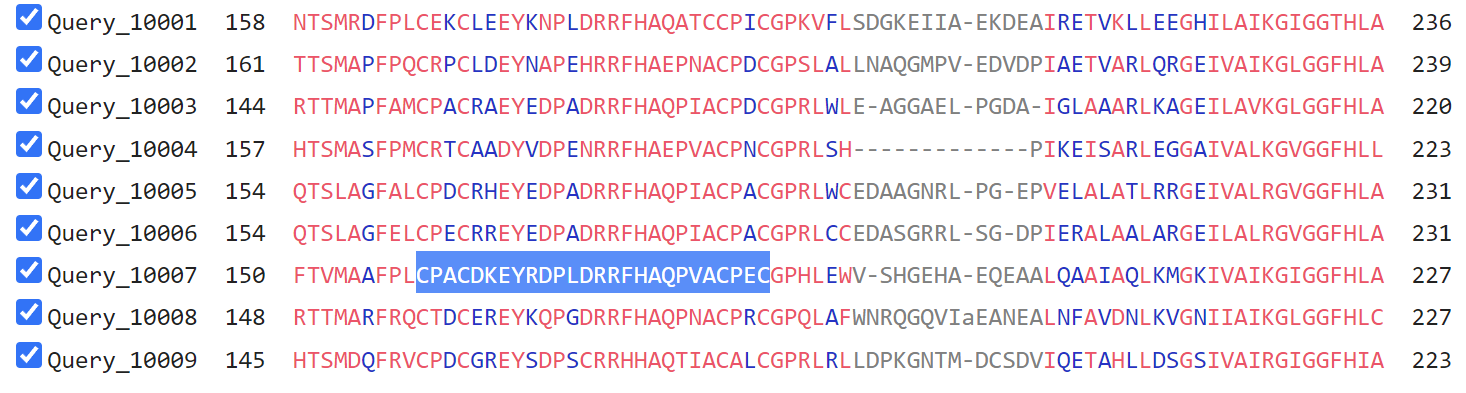 Query_10001 158 NTSMRDFPLCEKCLEEYKNPLDRRFHAQATCCPICGPKVFLSDGKEIIA-EKDEAIRETVKLLEEGHILAIKGIGGTHLA 236
Query_10002 161 TTSMAPFPQCRPCLDEYNAPEHRRFHAEPNACPDCGPSLALLNAQGMPV-EDVDPIAETVARLQRGEIVAIKGLGGFHLA 239
Query_10003 144 RTTMAPFAMCPACRAEYEDPADRRFHAQPIACPDCGPRLWLE-AGGAEL-PGDA-IGLAAARLKAGEILAVKGLGGFHLA 220
Query_10004 157 HTSMASFPMCRTCAADYVDPENRRFHAEPVACPNCGPRLSH-------------PIKEISARLEGGAIVALKGVGGFHLL 223
Query_10005 154 QTSLAGFALCPDCRHEYEDPADRRFHAQPIACPACGPRLWCEDAAGNRL-PG-EPVELALATLRRGEIVALRGVGGFHLA 231
Query_10006 154 QTSLAGFELCPECRREYEDPADRRFHAQPIACPACGPRLCCEDASGRRL-SG-DPIERALAALARGEILALRGVGGFHLA 231
Query_10007 150 FTVMAAFPLCPACDKEYRDPLDRRFHAQPVACPECGPHLEWV-SHGEHA-EQEAALQAAIAQLKMGKIVAIKGIGGFHLA 227
Query_10008 148 RTTMARFRQCTDCEREYKQPGDRRFHAQPNACPRCGPQLAFWNRQGQVIaEANEALNFAVDNLKVGNIIAIKGLGGFHLC 227
Query_10009 145 HTSMDQFRVCPDCGREYSDPSCRRHHAQTIACALCGPRLRLLDPKGNTM-DCSDVIQETAHLLDSGSIVAIRGIGGFHIA 223